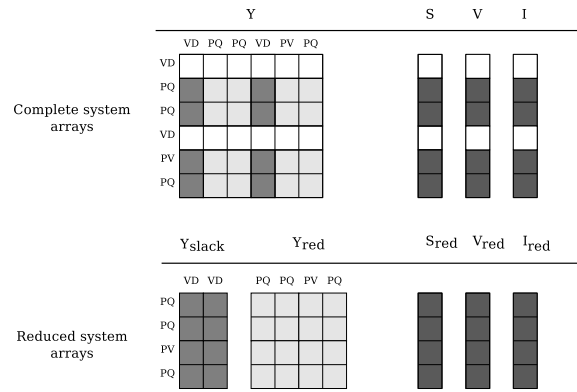 Y S V I
VD PQ PQ VD PV PQ
VD
PQ
PQ
VD
PV
PQ
Complete system
arrays
Yslack Yred Sred Vred Ired
VD VD PQ PQ PV PQ
PQ
PQ
PV
PQ
Reduced system
arrays